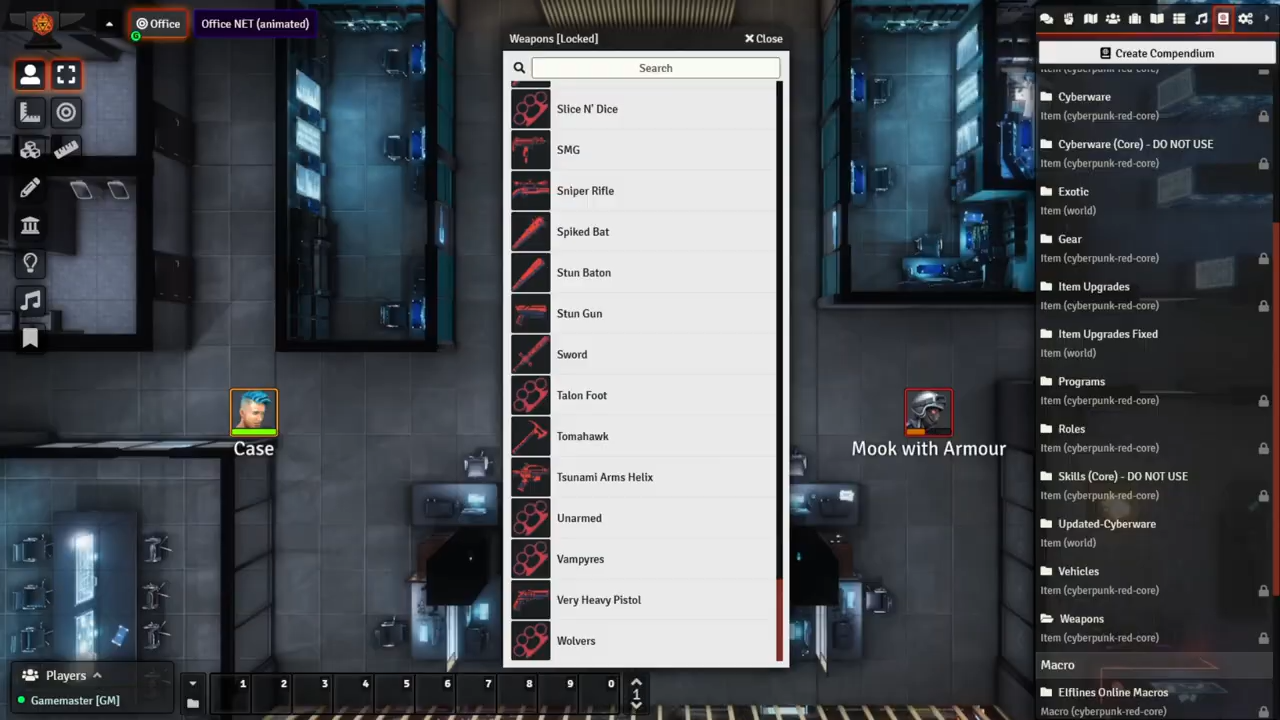 Office
Office NET (animated)
G
Weapons [Locked]
Close
Search
Slice N' Dice
SMG
Sniper Rifle
Spiked Bat
Stun Baton
Stun Gun
Sword
Talon Foot
Tomahawk
Tsunami Arms Helix
Unarmed
Vampyres
Very Heavy Pistol
Wolvers
Case
Mook with Armour
Create Compendium
Item (cyberpunk-red-core)
Cyberware
Item (cyberpunk-red-core)
Cyberware (Core) - DO NOT USE
Item (cyberpunk-red-core)
Exotic
Item (world)
Gear
Item (cyberpunk-red-core)
Item Upgrades
Item (cyberpunk-red-core)
Item Upgrades Fixed
Item (world)
Programs
Item (cyberpunk-red-core)
Roles
Item (cyberpunk-red-core)
Skills (Core) - DO NOT USE
Item (cyberpunk-red-core)
Updated-Cyberware
Item (world)
Vehicles
Item (cyberpunk-red-core)
Weapons
Item (cyberpunk-red-core)
Macro
Elflines Online Macros
Macro (cyberpunk-red-core)
Players
Gamemaster [GM]
1 2 3 4 5 6 7 8 9 0
1